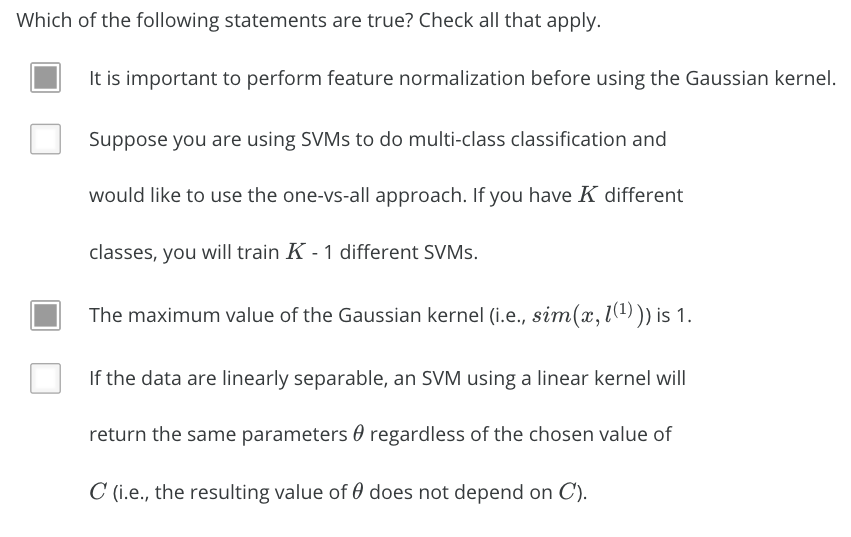 Which of the following statements are true? Check all that apply.
It is important to perform feature normalization before using the Gaussian kernel.
Suppose you are using SVMs to do multi-class classification and
would like to use the one-vs-all approach. If you have K different
classes, you will train K - 1 different SVMs.
The maximum value of the Gaussian kernel (i.e., sim(x, l⁽¹⁾)) is 1.
If the data are linearly separable, an SVM using a linear kernel will
return the same parameters θ regardless of the chosen value of
C (i.e., the resulting value of θ does not depend on C).